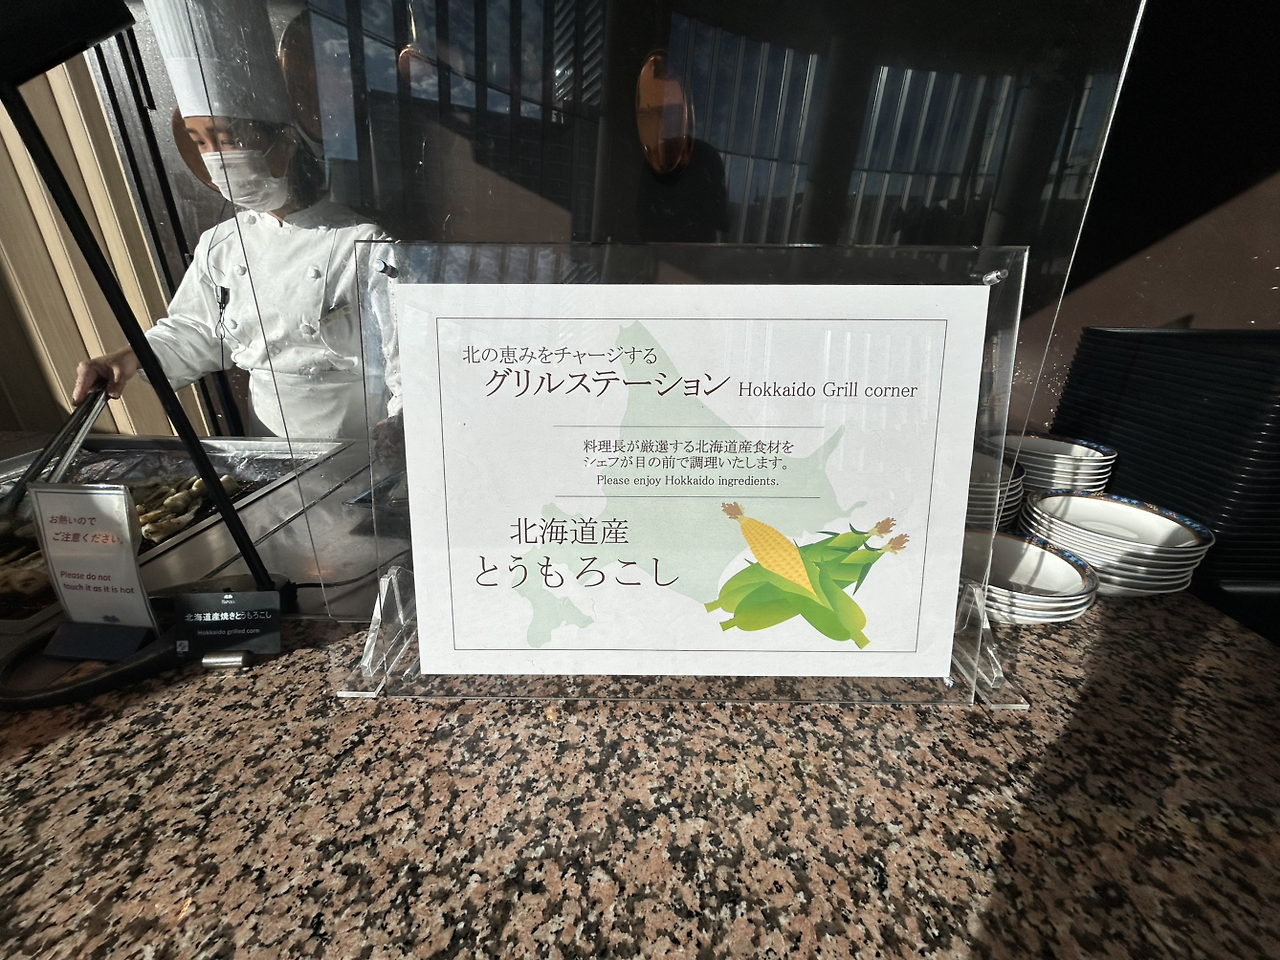 北の恵みをチャージする
グリルステーション Hokkaido Grill corner
料理長が厳選する北海道産食材を
シェフが目の前で調理いたします。
Please enjoy Hokkaido ingredients.
北海道産
とうもろこし
お熱いので
ご注意ください。
Please do not
touch it as it is hot
北海道産焼きとうもろこし
Hokkaido grilled corn